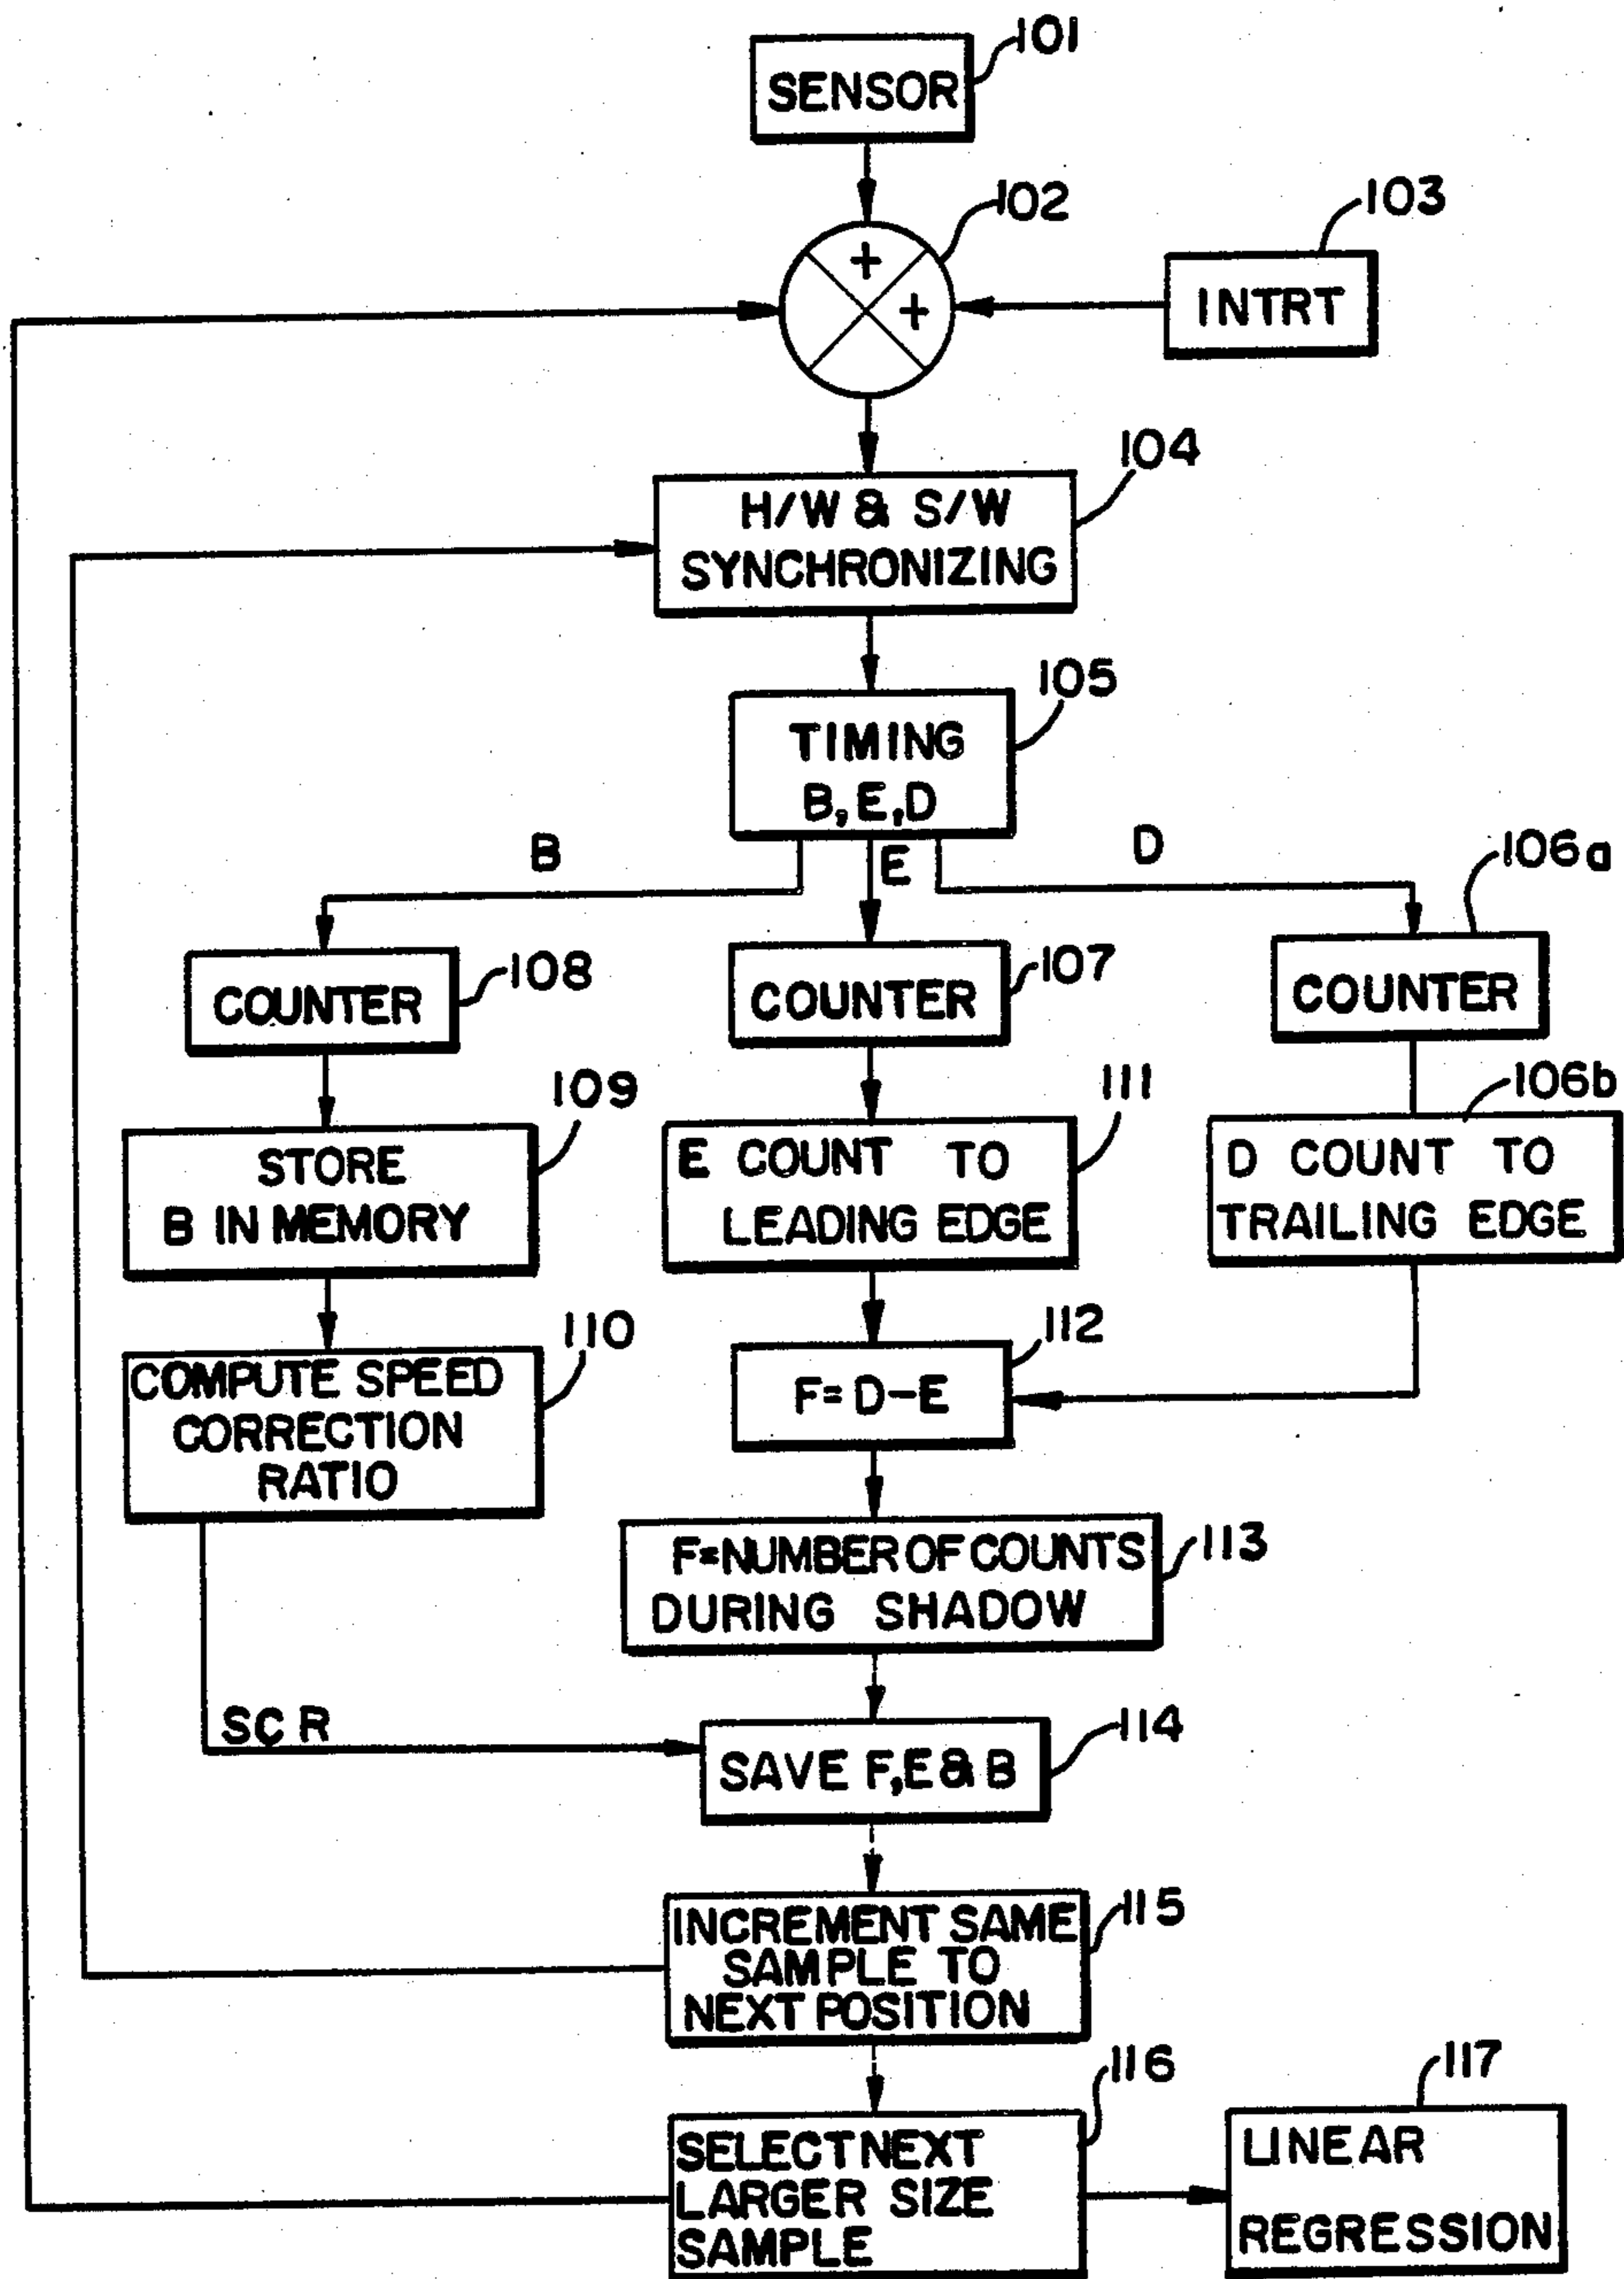 101
SENSOR
102
103
+
+
INTRT
104
H/W & S/W
SYNCHRONIZING
105
TIMING
B, E, D
B
E
D
106a
108
107
COUNTER
COUNTER
COUNTER
109
111
106b
STORE
B IN MEMORY
E COUNT TO
LEADING EDGE
D COUNT TO
TRAILING EDGE
110
112
COMPUTE SPEED
CORRECTION
RATIO
F=D-E
113
F=NUMBER OF COUNTS
DURING SHADOW
SCR
114
SAVE F,E & B
115
INCREMENT SAME
SAMPLE TO
NEXT POSITION
116
117
SELECT NEXT
LARGER SIZE
SAMPLE
LINEAR
REGRESSION